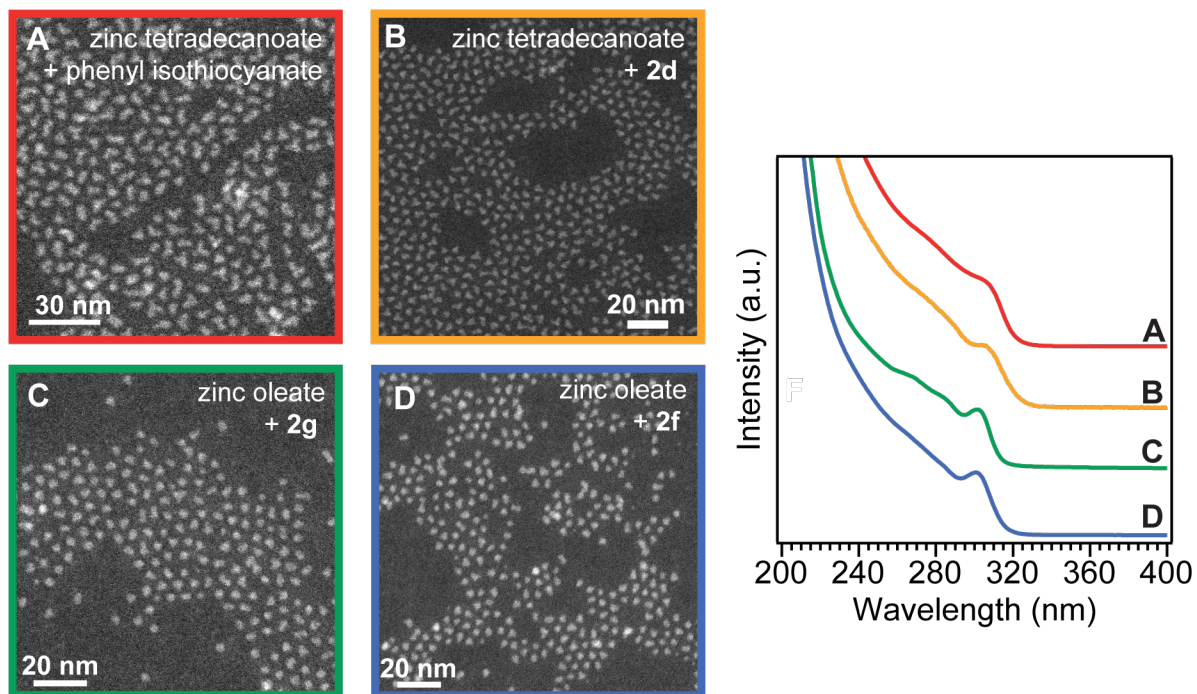 A
zinc tetradecanoate
+ phenyl isothiocyanate
30 nm
B
zinc tetradecanoate
+ 2d
20 nm
C
zinc oleate
+ 2g
20 nm
D
zinc oleate
+ 2f
20 nm
F
Intensity (a.u.)
A
B
C
D
200 240 280 320 360 400
Wavelength (nm)